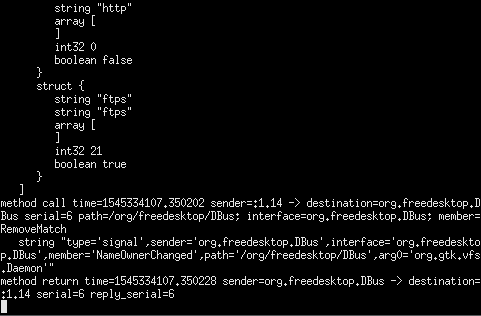 string "http"
array [
]
int32 0
boolean false
}
struct {
string "ftps"
string "ftps"
array [
]
int32 21
boolean true
}
]
method call time=1545334107.350202 sender=:1.14 -> destination=org.freedesktop.D
Bus serial=6 path=/org/freedesktop/DBus; interface=org.freedesktop.DBus; member=
RemoveMatch
string "type='signal',sender='org.freedesktop.DBus',interface='org.freedeskto
p.DBus',member='NameOwnerChanged',path='/org/freedesktop/DBus',arg0='org.gtk.vfs
.Daemon'"
method return time=1545334107.350228 sender=org.freedesktop.DBus -> destination=
:1.14 serial=6 reply_serial=6